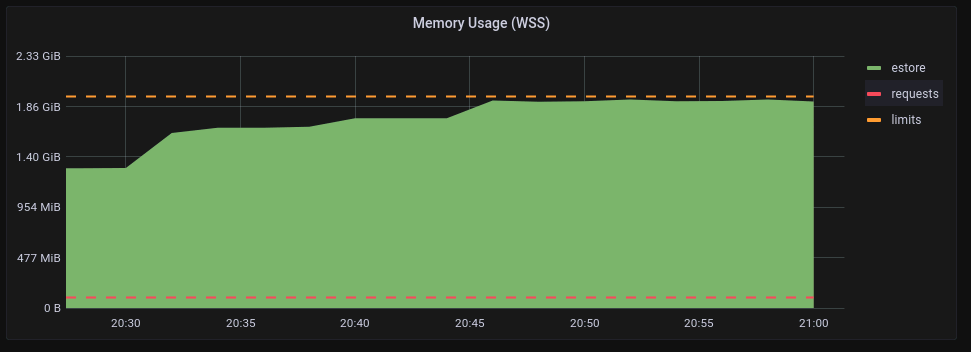 Memory Usage (WSS)
2.33 GiB
1.86 GiB
1.40 GiB
954 MiB
477 MiB
0 B
20:30
20:35
20:40
20:45
20:50
20:55
21:00
estore
requests
limits